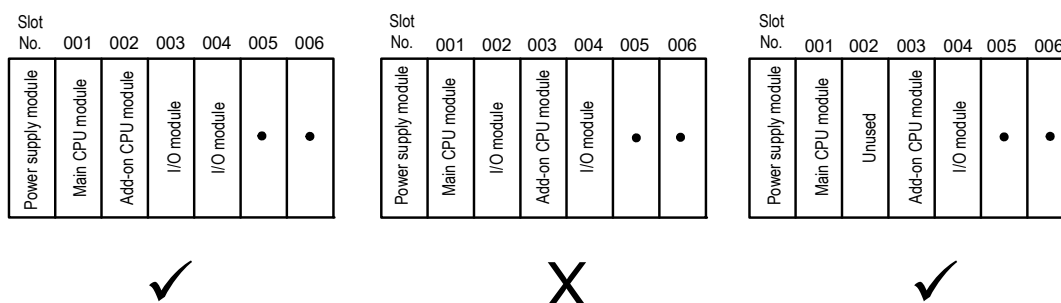 Slot
No. 001 002 003 004 005 006
Power supply module
Main CPU module
Add-on CPU module
I/O module
I/O module
•
•
✓
Slot
No. 001 002 003 004 005 006
Power supply module
Main CPU module
I/O module
Add-on CPU module
I/O module
•
•
X
Slot
No. 001 002 003 004 005 006
Power supply module
Main CPU module
Unused
Add-on CPU module
I/O module
•
•
✓